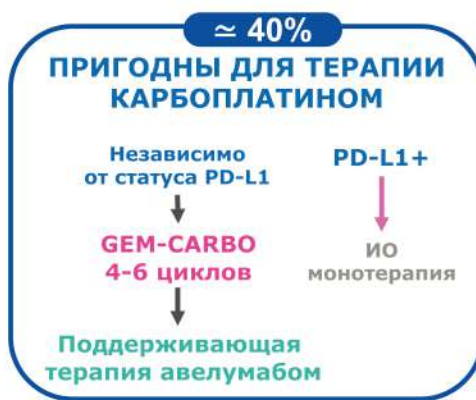 ≃ 40%
ПРИГОДНЫ ДЛЯ ТЕРАПИИ
КАРБОПЛАТИНОМ
Независимо
от статуса PD-L1
GEM-CARBO
4-6 циклов
Поддерживающая
терапия авелумабом
PD-L1+
ИО
монотерапия